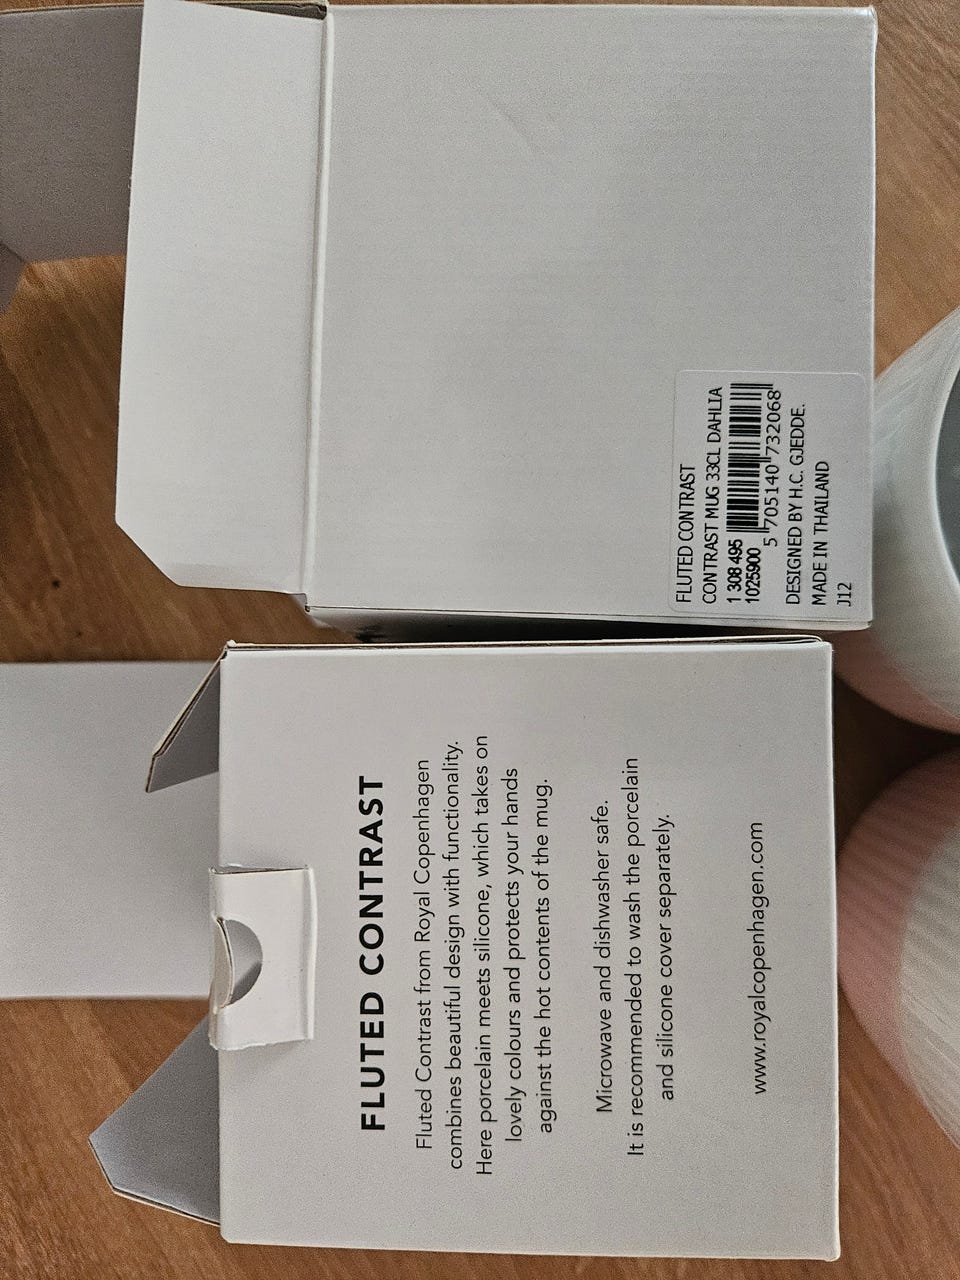 FLUTED CONTRAST
CONTRAST MUG 33CL DAHLIA
1 308 495
1025900
5 705140 732068
DESIGNED BY H.C. GJEDDE.
MADE IN THAILAND
J12
FLUTED CONTRAST
Fluted Contrast from Royal Copenhagen
combines beautiful design with functionality.
Here porcelain meets silicone, which takes on
lovely colours and protects your hands
against the hot contents of the mug.
Microwave and dishwasher safe.
It is recommended to wash the porcelain
and silicone cover separately.
www.royalcopenhagen.com